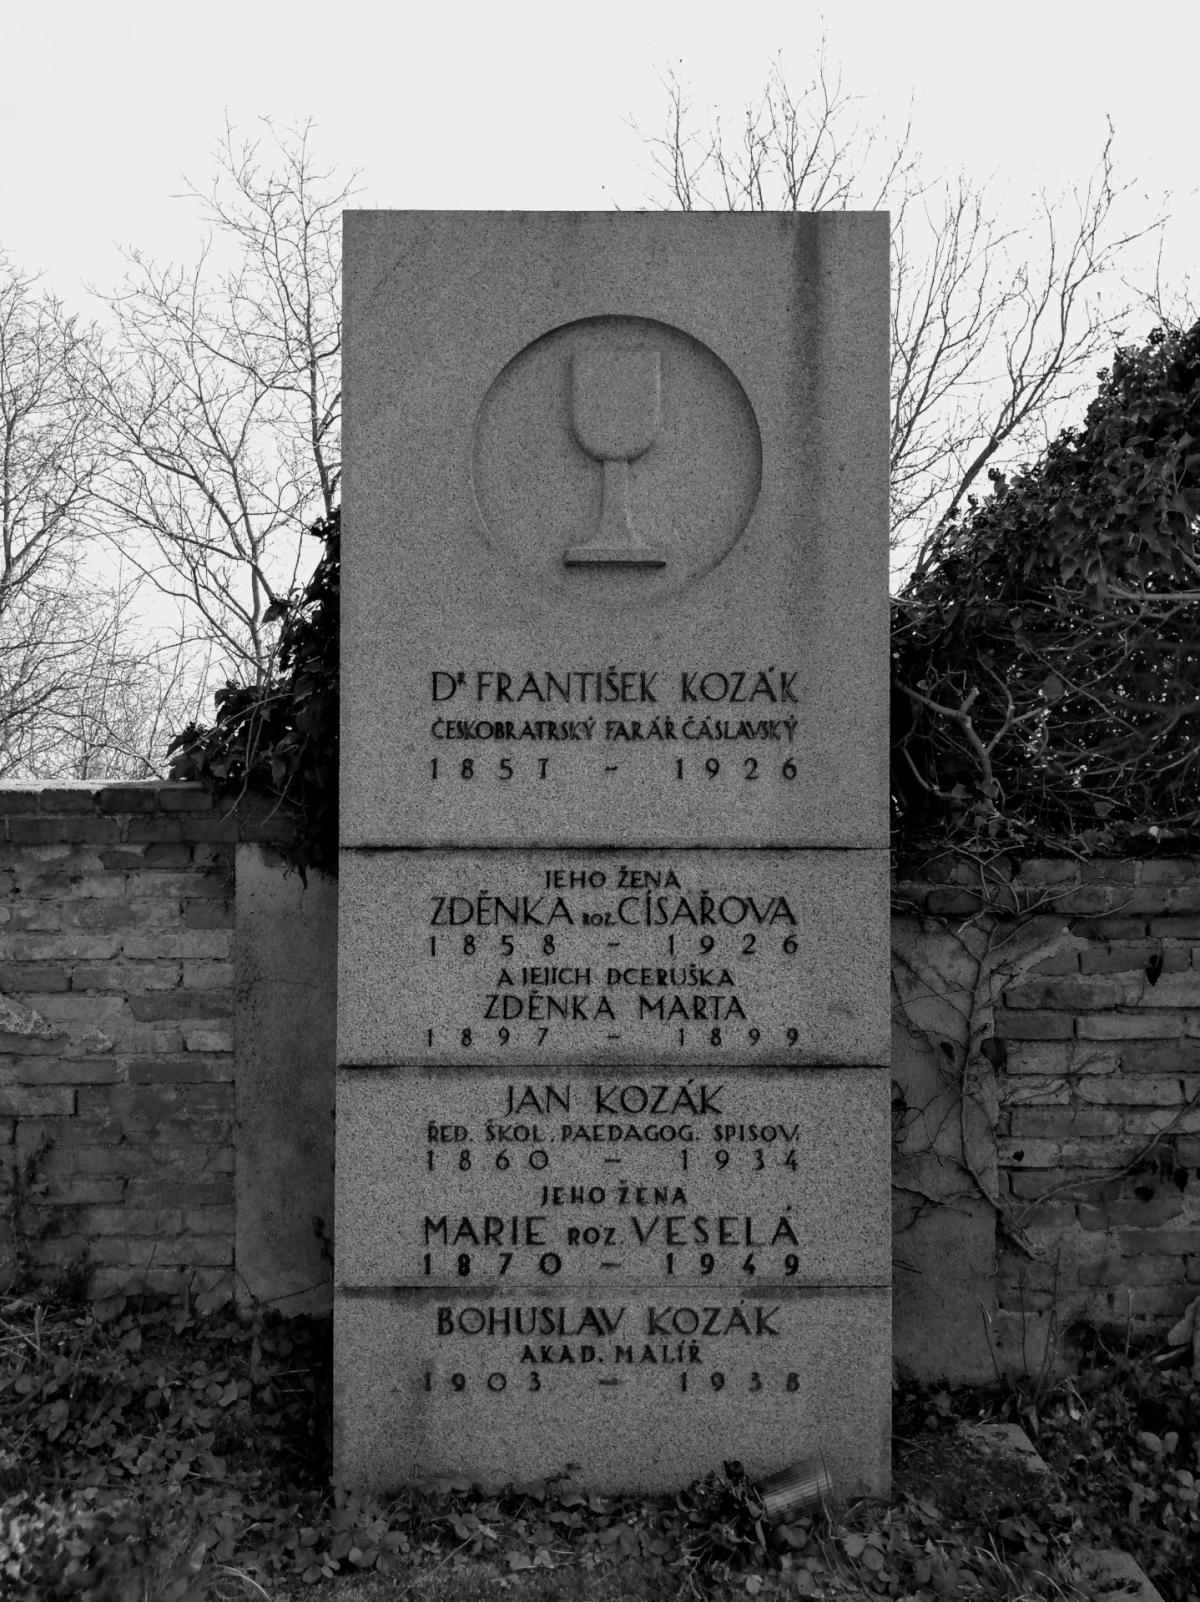 DR FRANTIŠEK KOZÁK
ČESKOBRATRSKÝ FARÁŘ ČÁSLAVSKÝ
1857 - 1926
JEHO ŽENA
ZDĚNKA ROZ. CÍSAŘOVA
1858 - 1926
A JEJICH DCERUŠKA
ZDĚNKA MARTA
1897 - 1899
JAN KOZÁK
ŘED. ŠKOL. PAEDAGOG. SPISOV.
1860 - 1934
JEHO ŽENA
MARIE ROZ. VESELÁ
1870 - 1949
BOHUSLAV KOZÁK
AKAD. MALÍŘ
1903 - 1938